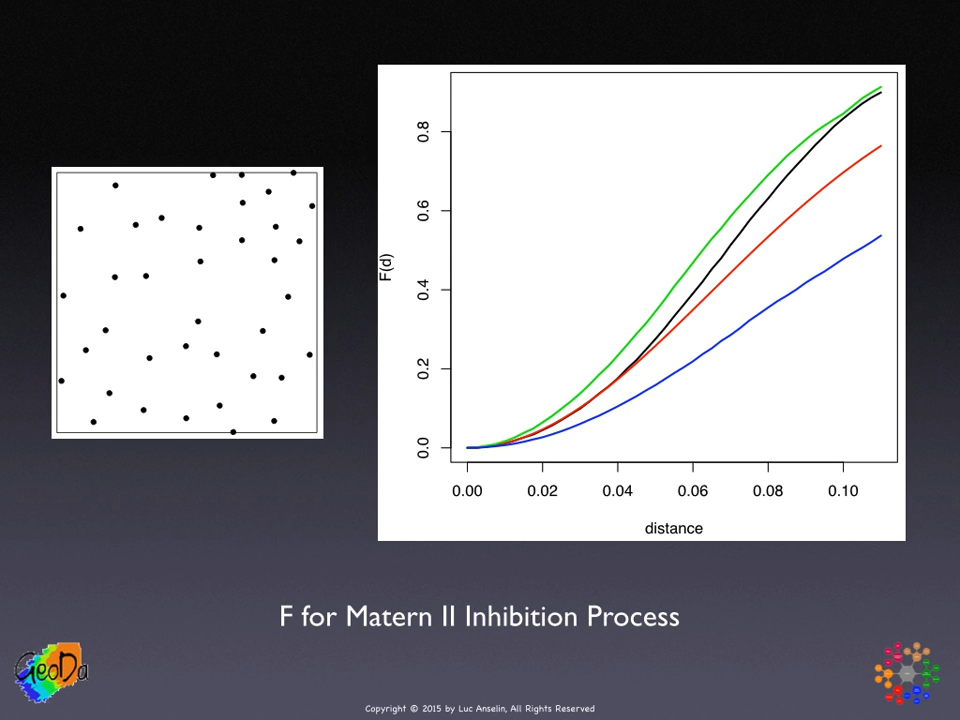 F(d)
0.8
0.6
0.4
0.2
0.0
0.00 0.02 0.04 0.06 0.08 0.10
distance
F for Matern II Inhibition Process
GeoDa
Copyright © 2015 by Luc Anselin, All Rights Reserved